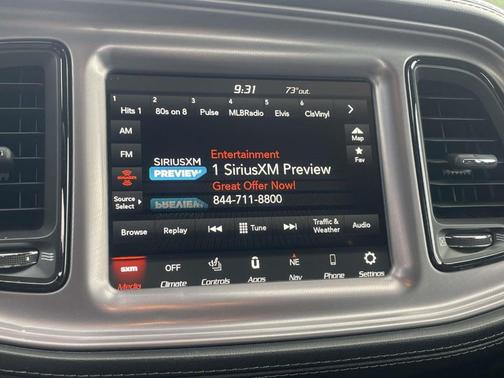 9:31 73° out.
1 2 3 4 5 6
Hits 1 80s on 8 Pulse MLBRadio Elvis ClsVinyl
AM
Map
FM
Fav
SIRIUSXM
PREVIEW
Entertainment
1 SiriusXM Preview
Great Offer Now!
844-711-8800
Source
Select
PREVIEW
Browse Replay Tune Traffic & Weather Audio
sxm OFF NE
Media Climate Controls Apps Nav Phone Settings